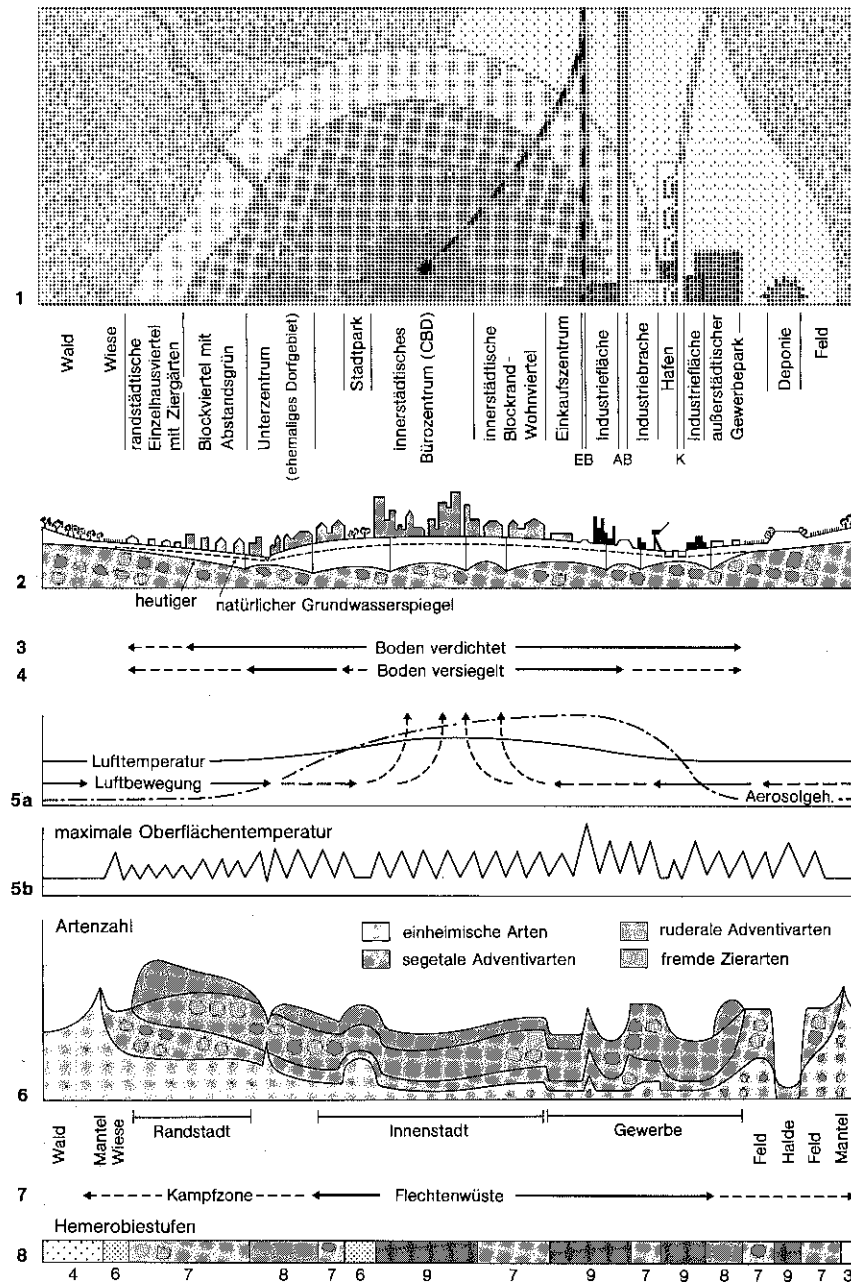 1
Wald
Wiese
randstädtische
Einzelhausviertel
mit Ziergärten
Blockviertel mit
Abstandsgrün
Unterzentrum
(ehemaliges Dorfgebiet)
Stadtpark
innerstädtisches
Bürozentrum (CBD)
innerstädtische
Blockrand-
Wohnviertel
Einkaufszentrum
EB
Industriefläche
AB
Industriebrache
Hafen
K
Industriefläche
außerstädtischer
Gewerbepark
Deponie
Feld
2
heutiger
natürlicher Grundwasserspiegel
3
Boden verdichtet
4
Boden versiegelt
Lufttemperatur
Luftbewegung
5a
Aerosolgeh.
maximale Oberflächentemperatur
5b
Artenzahl
einheimische Arten
ruderale Adventivarten
segetale Adventivarten
fremde Zierarten
6
Wald
Mantel
Wiese
Randstadt
Innenstadt
Gewerbe
Feld
Halde
Feld
Mantel
7
Kampfzone
Flechtenwüste
Hemerobiestufen
8
4 6 7 8 7 6 9 7 9 7 9 8 7 9 7 3